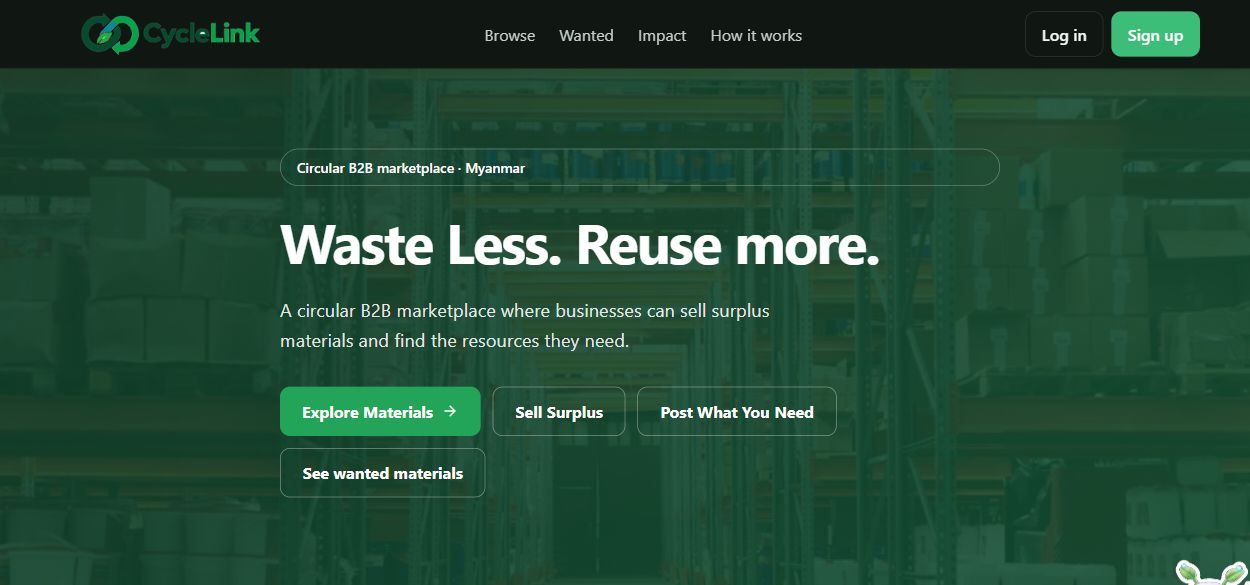 CycleLink
Browse
Wanted
Impact
How it works
Log in
Sign up
Circular B2B marketplace · Myanmar
Waste Less. Reuse more.
A circular B2B marketplace where businesses can sell surplus
materials and find the resources they need.
Explore Materials →
Sell Surplus
Post What You Need
See wanted materials